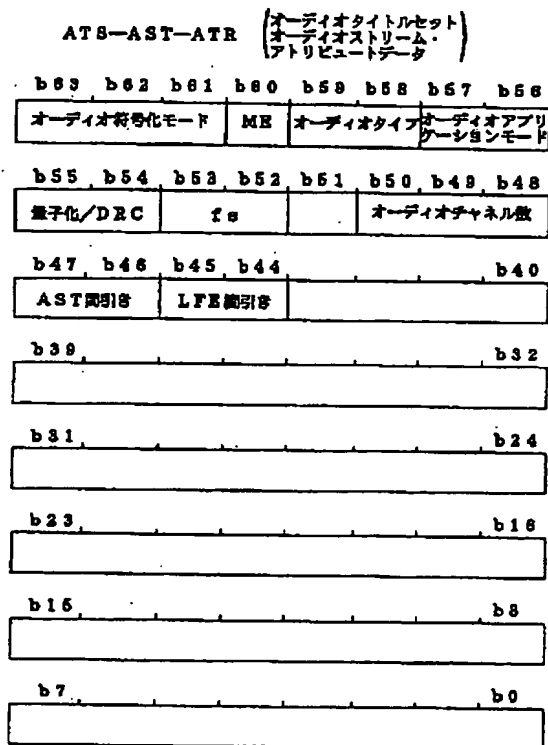 ATS—AST—ATR
オーディオタイトルセット
オーディオストリーム・
アトリビュートデータ
b63 b62 b61 b60 b59 b58 b57 b56
オーディオ符号化モード ME オーディオタイプ オーディオアプリケーションモード
b55 b54 b53 b52 b51 b50 b49 b48
量子化/DRC fs オーディオチャネル数
b47 b46 b45 b44 b40
AST間引き LFE間引き
b39 b32
b31 b24
b23 b16
b15 b8
b7 b0